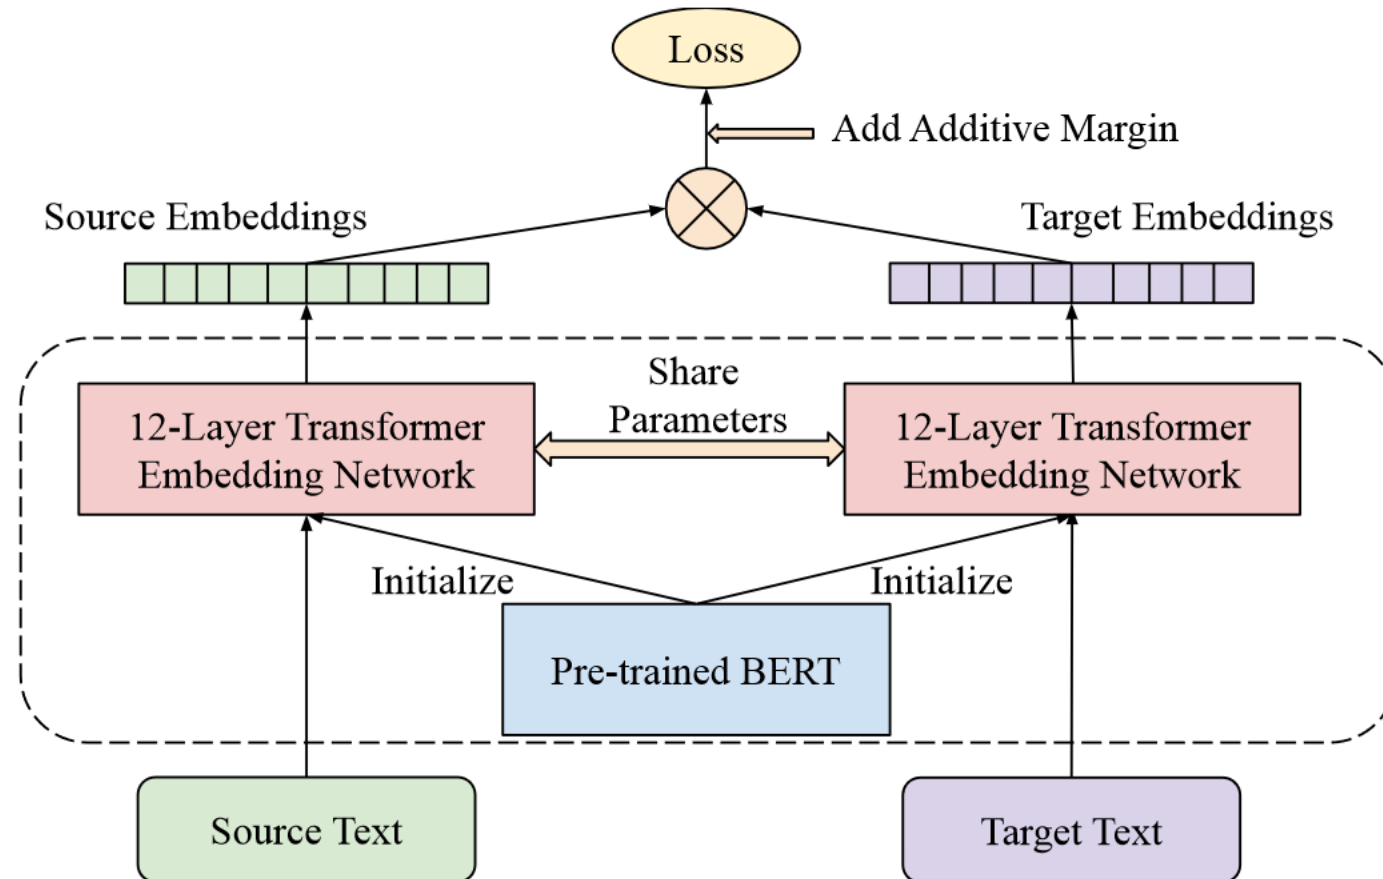 Loss
Add Additive Margin
Source Embeddings
Target Embeddings
Share
Parameters
12-Layer Transformer
Embedding Network
12-Layer Transformer
Embedding Network
Initialize
Initialize
Pre-trained BERT
Source Text
Target Text